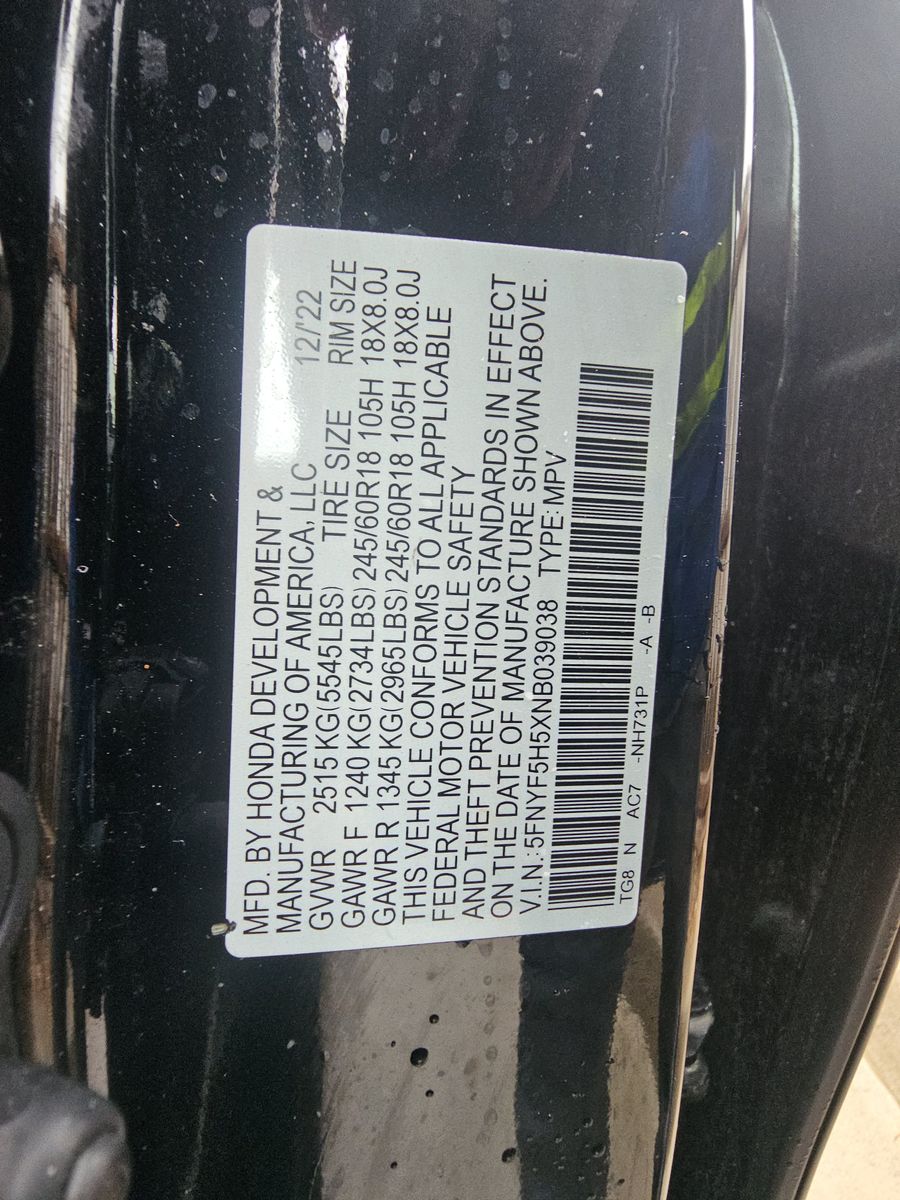 MFD. BY HONDA DEVELOPMENT &
MANUFACTURING OF AMERICA, LLC 12/'22
GVWR 2515 KG(5545LBS) TIRE SIZE RIM SIZE
GAWR F 1240 KG(2734LBS) 245/60R18 105H 18X8.0J
GAWR R 1345 KG(2965LBS) 245/60R18 105H 18X8.0J
THIS VEHICLE CONFORMS TO ALL APPLICABLE
FEDERAL MOTOR VEHICLE SAFETY
AND THEFT PREVENTION STANDARDS IN EFFECT
ON THE DATE OF MANUFACTURE SHOWN ABOVE.
V.I.N.: 5FNYF5H5XNB039038 TYPE: MPV
TG8 N AC7 -NH731P -A -B